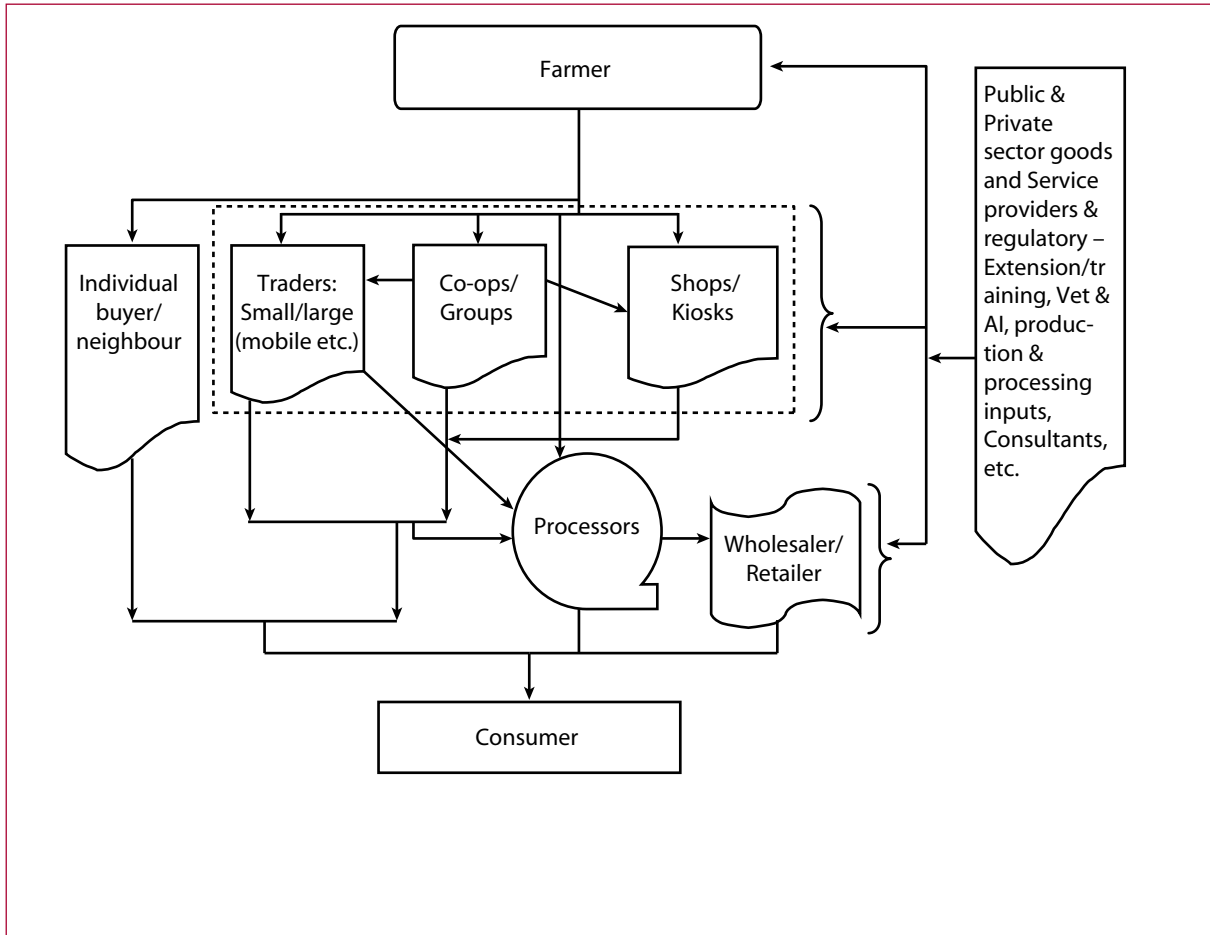 Farmer
Public &
Private
sector goods
and Service
providers &
regulatory –
Extension/tr
aining, Vet &
AI, produc-
tion &
processing
inputs,
Consultants,
etc.
Individual
buyer/
neighbour
Traders:
Small/large
(mobile etc.)
Co-ops/
Groups
Shops/
Kiosks
Processors
Wholesaler/
Retailer
Consumer